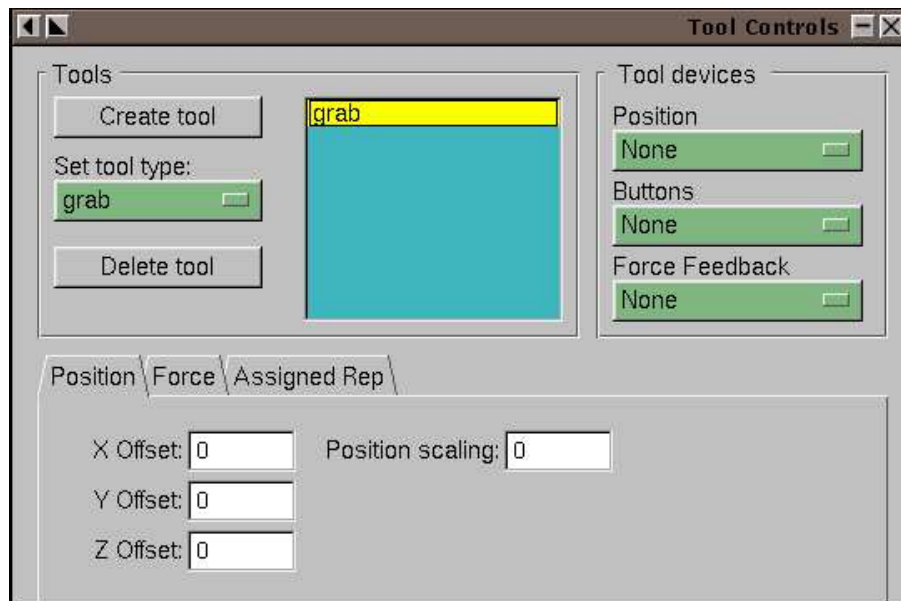 Tool Controls
Tools
Create tool
Set tool type:
grab
Delete tool
grab
Tool devices
Position
None
Buttons
None
Force Feedback
None
Position
Force
Assigned Rep
X Offset: 0
Position scaling: 0
Y Offset: 0
Z Offset: 0